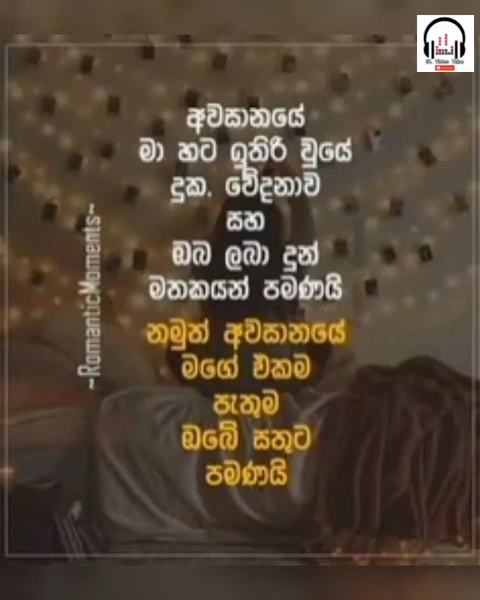 අවසානයේ
මා හට ඉතිරි වුයේ
දුක. වේදනාව
සහ
ඔබ ලබා දුන්
මතකයන් පමණයි
නමුත් අවසානයේ
මගේ එකම
පැතුම
ඔබේ සතුට
පමණයි
~RomanticMoments~